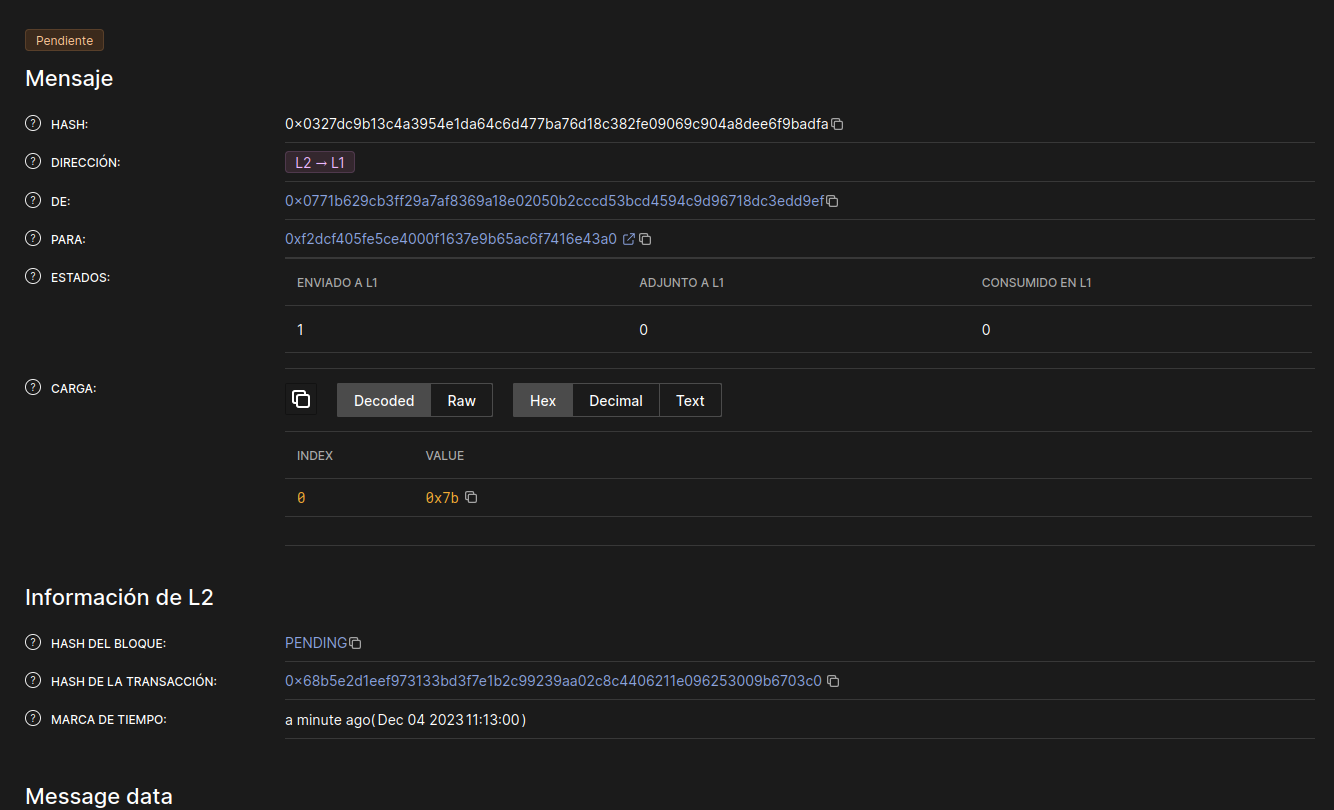 Pendiente
Mensaje
HASH: 0x0327dc9b13c4a3954e1da64c6d477ba76d18c382fe09069c904a8dee6f9badfa
DIRECCIÓN: L2 → L1
DE: 0x0771b629cb3ff29a7af8369a18e02050b2cccd53bcd4594c9d96718dc3edd9ef
PARA: 0xf2dcf405fe5ce4000f1637e9b65ac6f7416e43a0
ESTADOS: ENVIADO A L1 ADJUNTO A L1 CONSUMIDO EN L1
1 0 0
CARGA: Decoded Raw Hex Decimal Text
INDEX VALUE
0 0x7b
Información de L2
HASH DEL BLOQUE: PENDING
HASH DE LA TRANSACCIÓN: 0x68b5e2d1eef973133bd3f7e1b2c99239aa02c8c4406211e096253009b6703c0
MARCA DE TIEMPO: a minute ago(Dec 04 2023 11:13:00)
Message data